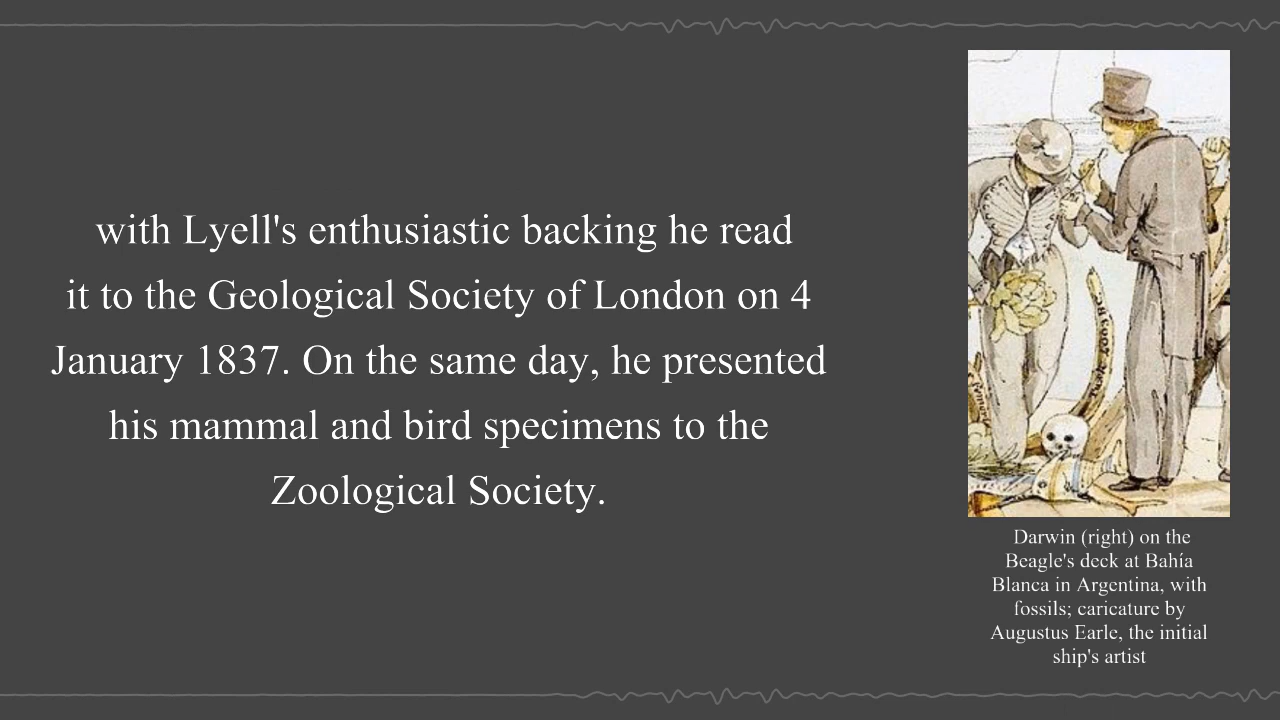 with Lyell's enthusiastic backing he read
it to the Geological Society of London on 4
January 1837. On the same day, he presented
his mammal and bird specimens to the
Zoological Society.
Darwin (right) on the
Beagle's deck at Bahía
Blanca in Argentina, with
fossils; caricature by
Augustus Earle, the initial
ship's artist